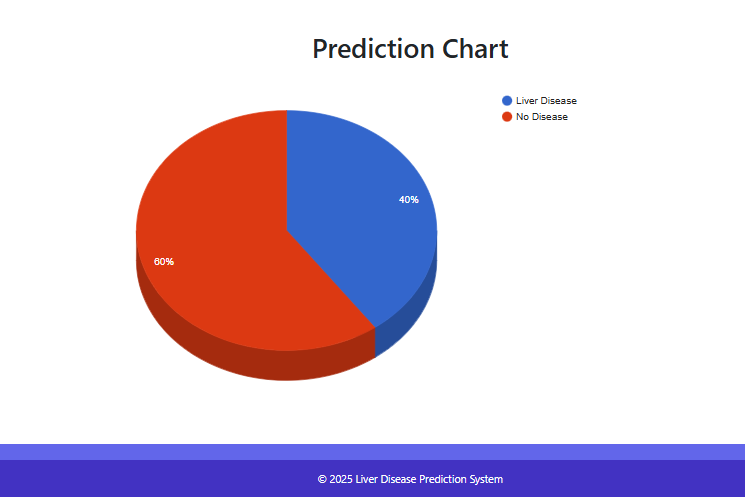 Prediction Chart
Liver Disease
No Disease
40%
60%
© 2025 Liver Disease Prediction System